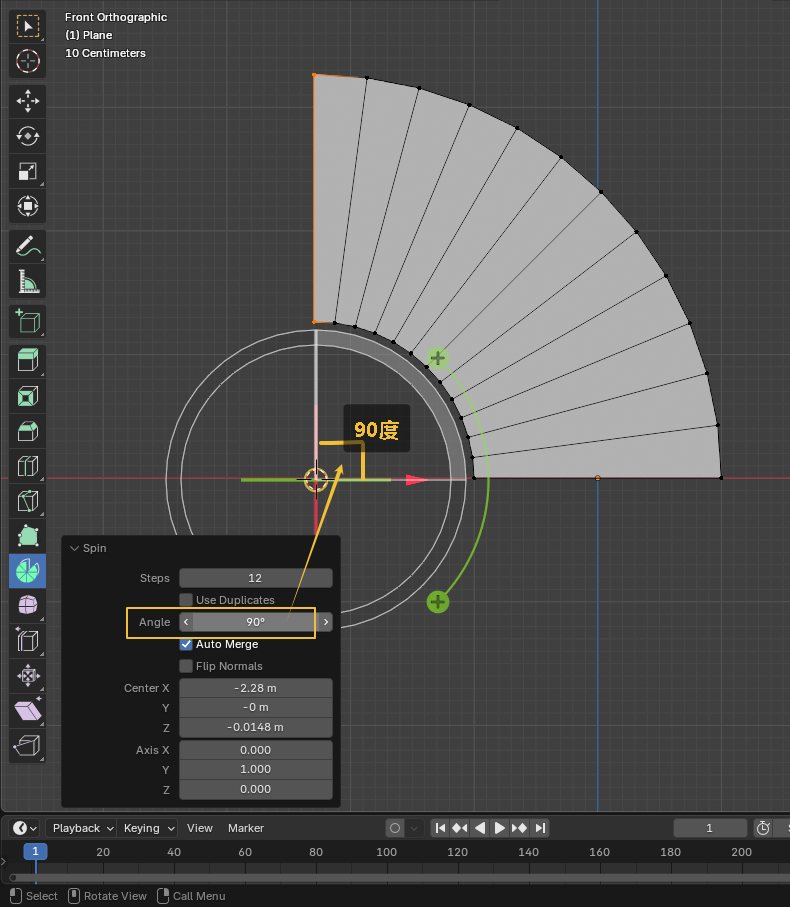 Front Orthographic
(1) Plane
10 Centimeters
90度
Spin
Steps 12
Use Duplicates
Angle 90°
Auto Merge
Flip Normals
Center X -2.28 m
Y -0 m
Z -0.0148 m
Axis X 0.000
Y 1.000
Z 0.000
Playback Keying View Marker 1
1 20 40 60 80 100 120 140 160 180 200
Select Rotate View Call Menu